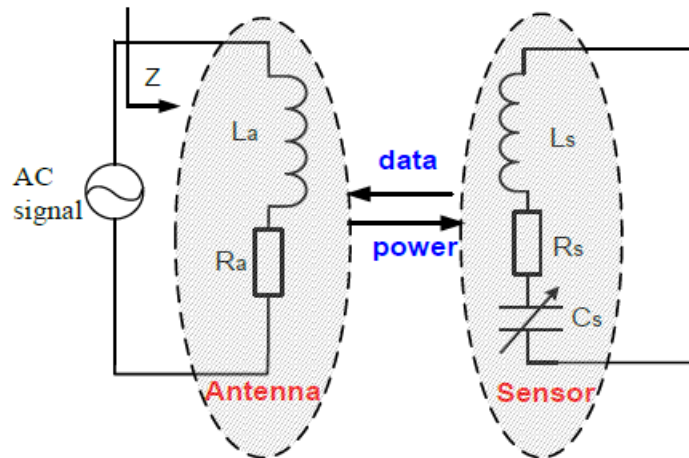 Z
La
Ls
data
AC
signal
Ra
power
Rs
Cs
Antenna
Sensor